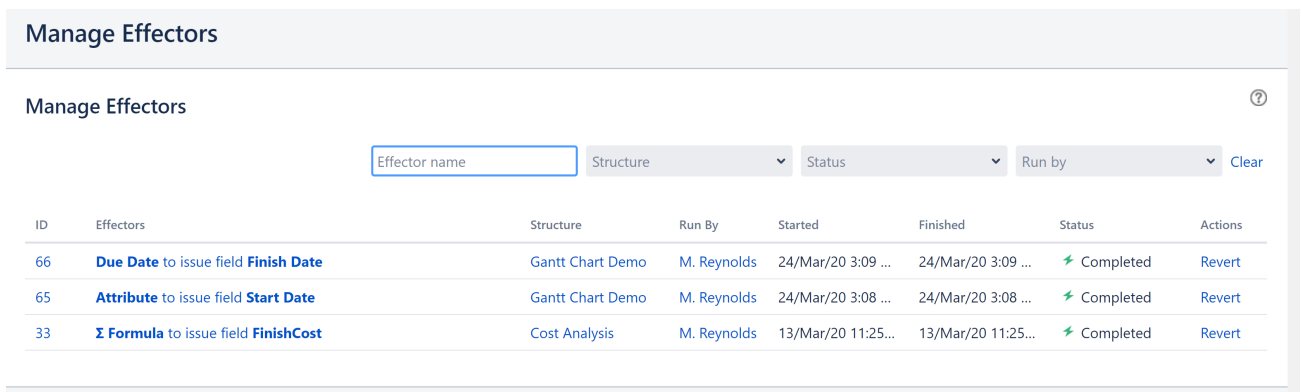 Manage Effectors
Manage Effectors
Effector name Structure Status Run by Clear
ID Effectors Structure Run By Started Finished Status Actions
66 Due Date to issue field Finish Date Gantt Chart Demo M. Reynolds 24/Mar/20 3:09 ... 24/Mar/20 3:09 ... Completed Revert
65 Attribute to issue field Start Date Gantt Chart Demo M. Reynolds 24/Mar/20 3:08 ... 24/Mar/20 3:08 ... Completed Revert
33 Σ Formula to issue field FinishCost Cost Analysis M. Reynolds 13/Mar/20 11:25... 13/Mar/20 11:25... Completed Revert